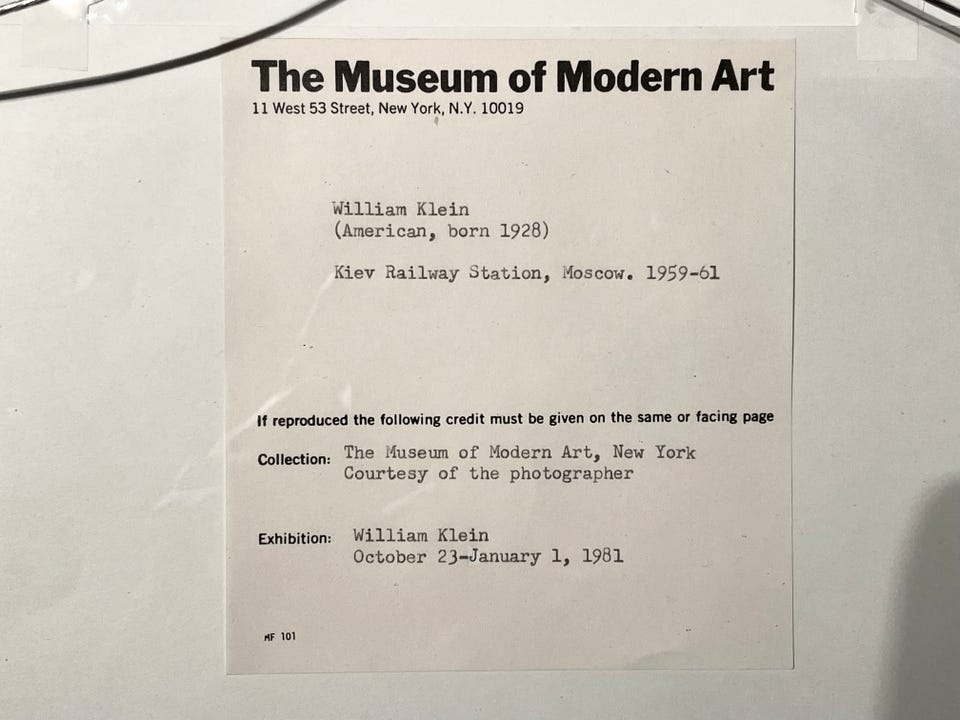 The Museum of Modern Art
11 West 53 Street, New York, N.Y. 10019
William Klein
(American, born 1928)
Kiev Railway Station, Moscow. 1959-61
If reproduced the following credit must be given on the same or facing page
Collection: The Museum of Modern Art, New York
Courtesy of the photographer
Exhibition: William Klein
October 23-January 1, 1981
MF 101